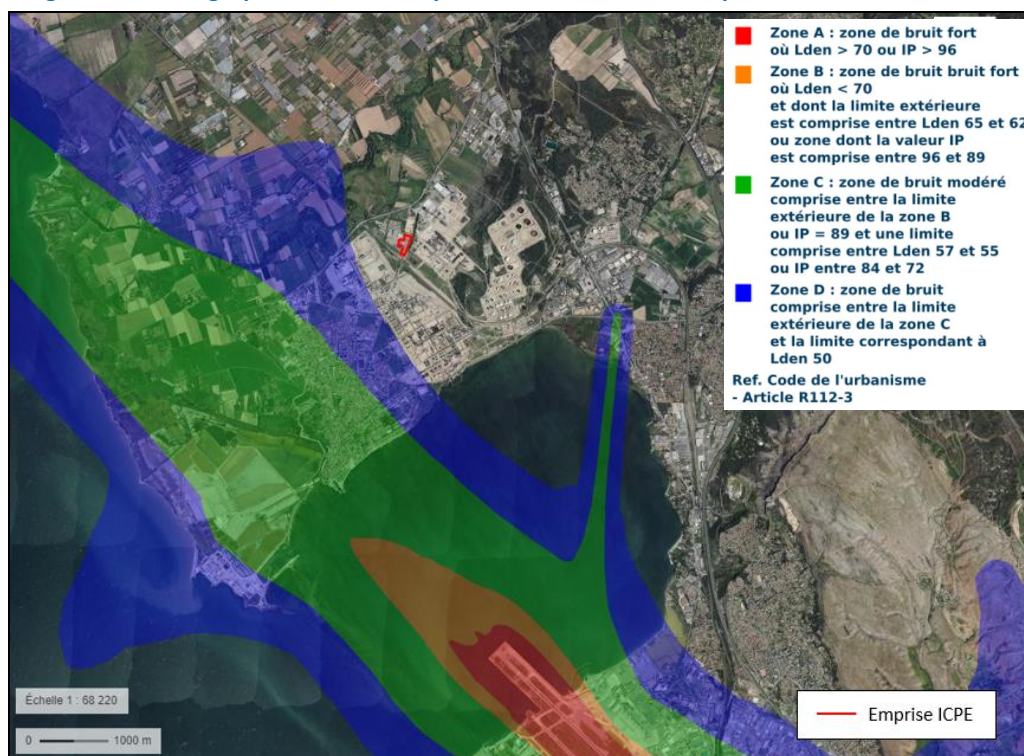 Zone A : zone de bruit fort
où Lden > 70 ou IP > 96
Zone B : zone de bruit bruit fort
où Lden < 70
et dont la limite extérieure
est comprise entre Lden 65 et 62
ou zone dont la valeur IP
est comprise entre 96 et 89
Zone C : zone de bruit modéré
comprise entre la limite
extérieure de la zone B
ou IP = 89 et une limite
comprise entre Lden 57 et 55
ou IP entre 84 et 72
Zone D : zone de bruit
comprise entre la limite
extérieure de la zone C
et la limite correspondant à
Lden 50
Ref. Code de l'urbanisme
- Article R112-3
Échelle 1 : 68 220
0 1000 m
Emprise ICPE